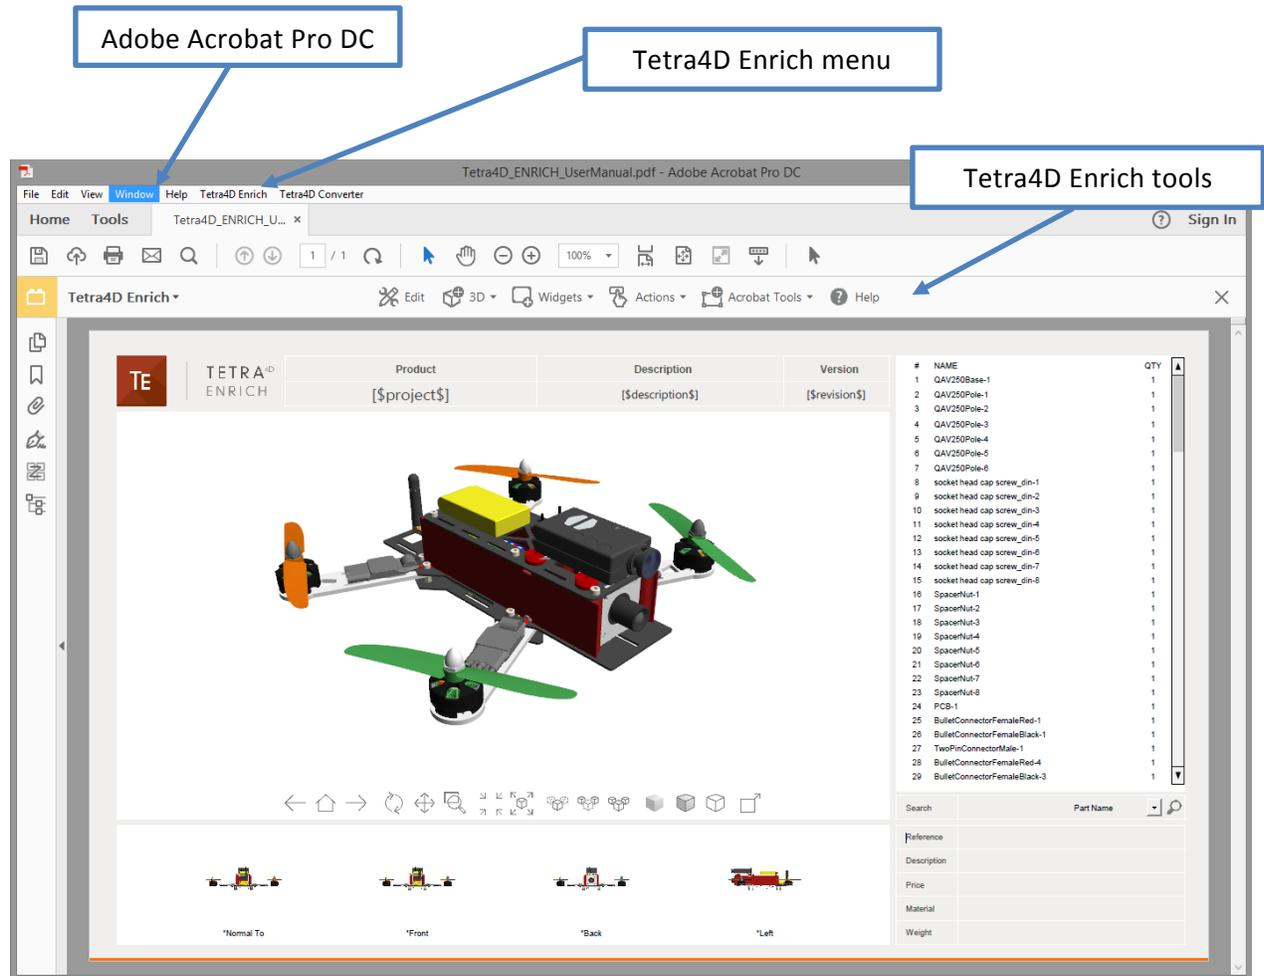 Adobe Acrobat Pro DC
Tetra4D Enrich menu
Tetra4D Enrich tools
Tetra4D_ENRICH_UserManual.pdf - Adobe Acrobat Pro DC
File Edit View Window Help Tetra4D Enrich Tetra4D Converter
Home Tools Tetra4D_ENRICH_U... × ? Sign In
1 / 1 100%
Tetra4D Enrich Edit 3D Widgets Actions Acrobat Tools ? Help
TE TETRA4D
ENRICH
Product Description Version
[$project$] [$description$] [$revision$]
# NAME QTY
1 QAV250Base-1 1
2 QAV250Pole-1 1
3 QAV250Pole-2 1
4 QAV250Pole-3 1
5 QAV250Pole-4 1
6 QAV250Pole-5 1
7 QAV250Pole-6 1
8 socket head cap screw_din-1 1
9 socket head cap screw_din-2 1
10 socket head cap screw_din-3 1
11 socket head cap screw_din-4 1
12 socket head cap screw_din-5 1
13 socket head cap screw_din-6 1
14 socket head cap screw_din-7 1
15 socket head cap screw_din-8 1
16 SpacerNut-1 1
17 SpacerNut-2 1
18 SpacerNut-3 1
19 SpacerNut-4 1
20 SpacerNut-5 1
21 SpacerNut-6 1
22 SpacerNut-7 1
23 SpacerNut-8 1
24 PCB-1 1
25 BulletConnectorFemaleRed-1 1
26 BulletConnectorFemaleBlack-1 1
27 TwoPinConnectorMale-1 1
28 BulletConnectorFemaleRed-4 1
29 BulletConnectorFemaleBlack-3 1
Search Part Name
Reference
Description
Price
Material
Weight
*Normal To *Front *Back *Left